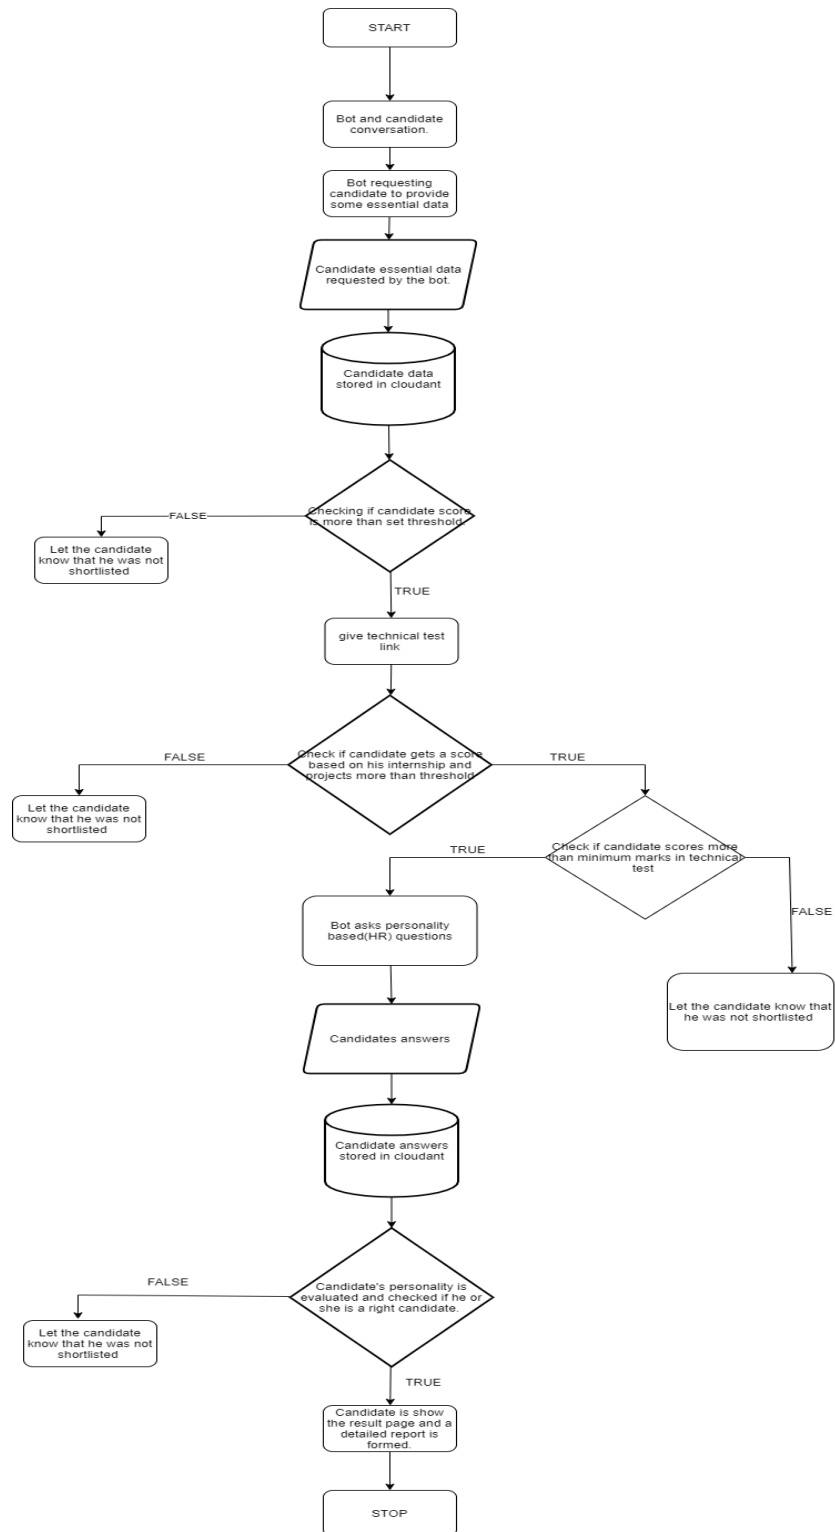 START
Bot and candidate
conversation.
Bot requesting
candidate to provide
some essential data
Candidate essential data
requested by the bot.
Candidate data
stored in cloudant
Checking if candidate score
is more than set threshold.
FALSE
Let the candidate
know that he was not
shortlisted
TRUE
give technical test
link
Check if candidate gets a score
based on his internship and
projects more than threshold
FALSE
TRUE
Let the candidate
know that he was not
shortlisted
Check if candidate scores more
than minimum marks in technical
test
TRUE
FALSE
Bot asks personality
based(HR) questions
Let the candidate know that
he was not shortlisted
Candidates answers
Candidate answers
stored in cloudant
Candidate's personality is
evaluated and checked if he or
she is a right candidate.
FALSE
Let the candidate
know that he was not
shortlisted
TRUE
Candidate is show
the result page and a
detailed report is
formed.
STOP